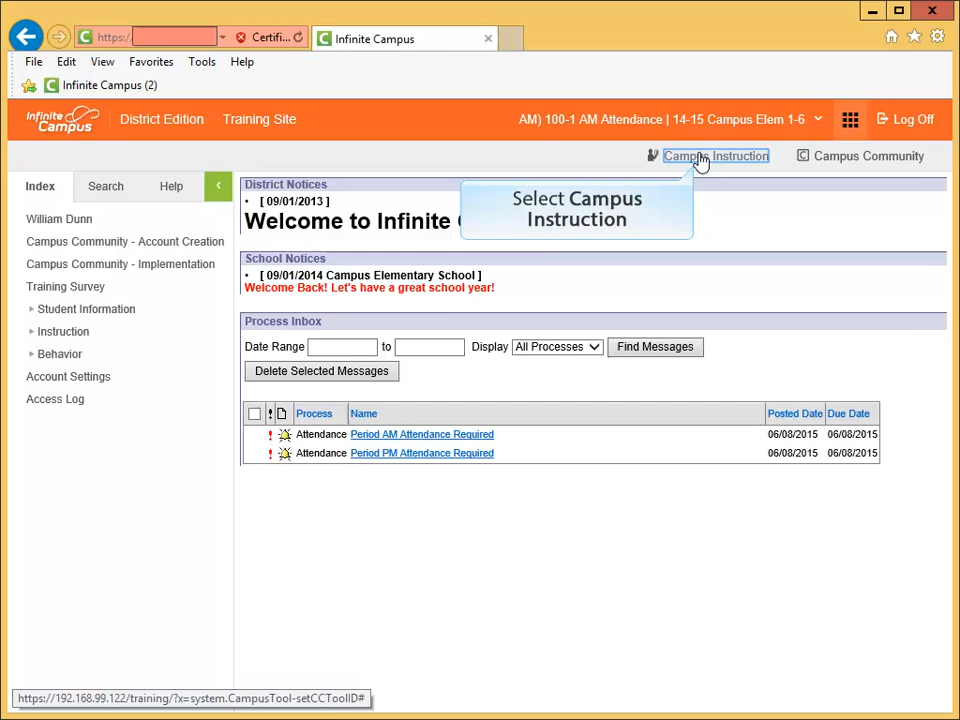 https:/
Certifi...
Infinite Campus
File Edit View Favorites Tools Help
Infinite Campus (2)
Infinite Campus
District Edition
Training Site
AM) 100-1 AM Attendance | 14-15 Campus Elem 1-6
Log Off
Campus Instruction
Campus Community
Index
Search
Help
Select Campus
Instruction
William Dunn
Campus Community - Account Creation
Campus Community - Implementation
Training Survey
Student Information
Instruction
Behavior
Account Settings
Access Log
District Notices
• [ 09/01/2013 ]
Welcome to Infinite
School Notices
• [ 09/01/2014 Campus Elementary School ]
Welcome Back! Let's have a great school year!
Process Inbox
Date Range to Display All Processes Find Messages
Delete Selected Messages
! Process Name Posted Date Due Date
! Attendance Period AM Attendance Required 06/08/2015 06/08/2015
! Attendance Period PM Attendance Required 06/08/2015 06/08/2015
https://192.168.99.122/training/?x=system.CampusTool-setCCToolID#